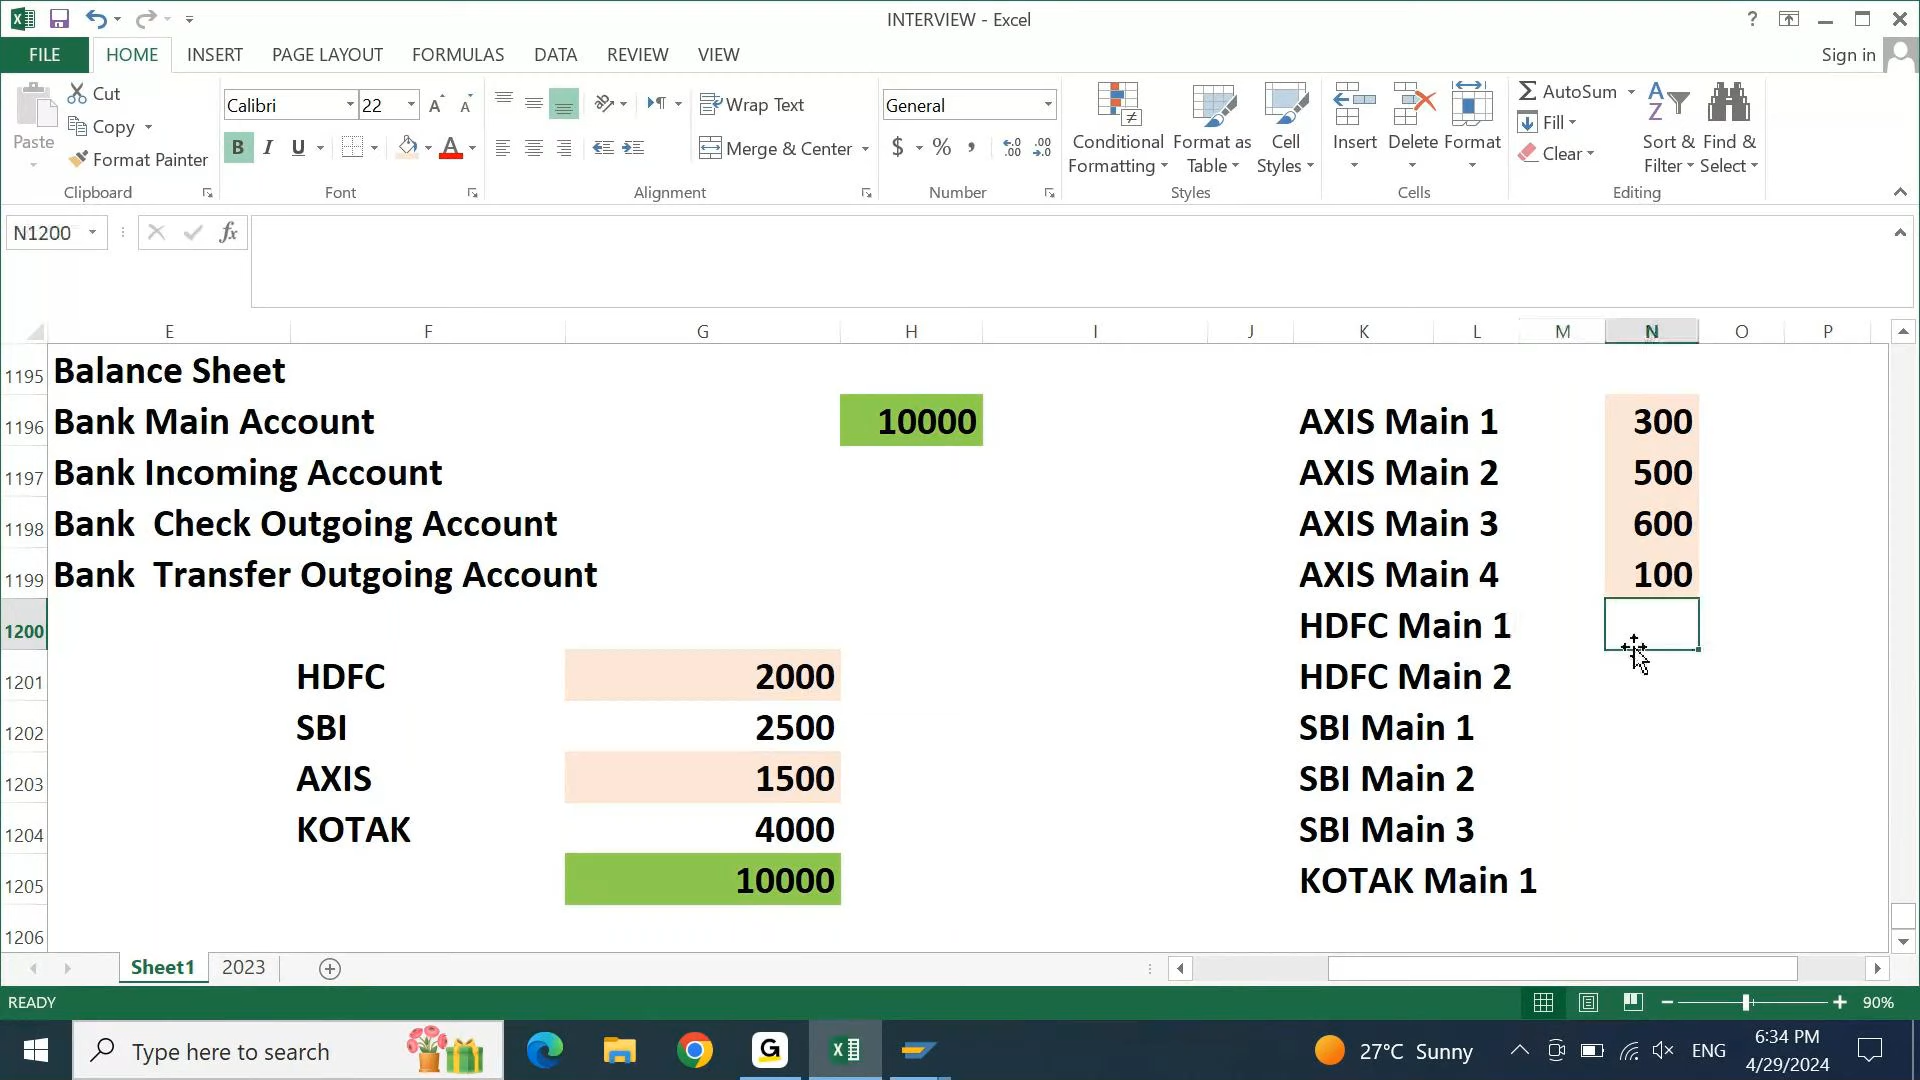 INTERVIEW - Excel
?
FILE HOME INSERT PAGE LAYOUT FORMULAS DATA REVIEW VIEW Sign in
Cut
Copy
Format Painter
Paste
Clipboard
Calibri 22 A A
B I U A
Font
Wrap Text
Merge & Center
Alignment
General
$ % , .0 .00 .00 .0
Number
Conditional Formatting
Format as Table
Cell Styles
Styles
Insert Delete Format
Cells
AutoSum
Fill
Clear
Sort & Filter
Find & Select
Editing
N1200 fx
E F G H I J K L M N O P
1195 Balance Sheet
1196 Bank Main Account 10000 AXIS Main 1 300
1197 Bank Incoming Account AXIS Main 2 500
1198 Bank  Check Outgoing Account AXIS Main 3 600
1199 Bank  Transfer Outgoing Account AXIS Main 4 100
1200 HDFC Main 1
1201 HDFC 2000 HDFC Main 2
1202 SBI 2500 SBI Main 1
1203 AXIS 1500 SBI Main 2
1204 KOTAK 4000 SBI Main 3
1205 10000 KOTAK Main 1
1206
Sheet1 2023
READY 90%
Type here to search
G
27°C Sunny
ENG
6:34 PM
4/29/2024